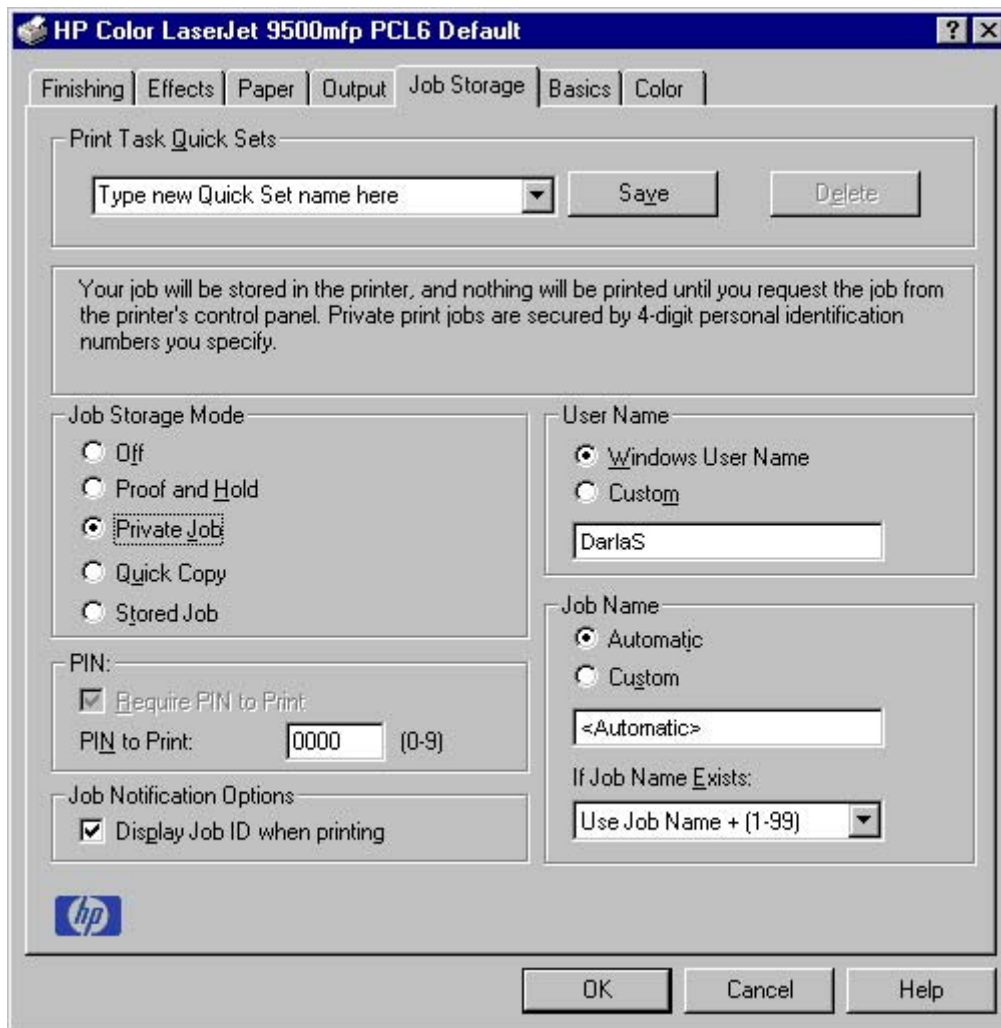 HP Color LaserJet 9500mfp PCL6 Default
Finishing Effects Paper Output Job Storage Basics Color
Print Task Quick Sets
Type new Quick Set name here Save Delete
Your job will be stored in the printer, and nothing will be printed until you request the job from
the printer's control panel. Private print jobs are secured by 4-digit personal identification
numbers you specify.
Job Storage Mode
Off
Proof and Hold
Private Job
Quick Copy
Stored Job
PIN:
Require PIN to Print
PIN to Print: 0000 (0-9)
Job Notification Options
Display Job ID when printing
User Name
Windows User Name
Custom
DarlaS
Job Name
Automatic
Custom
<Automatic>
If Job Name Exists:
Use Job Name + (1-99)
hp
OK Cancel Help